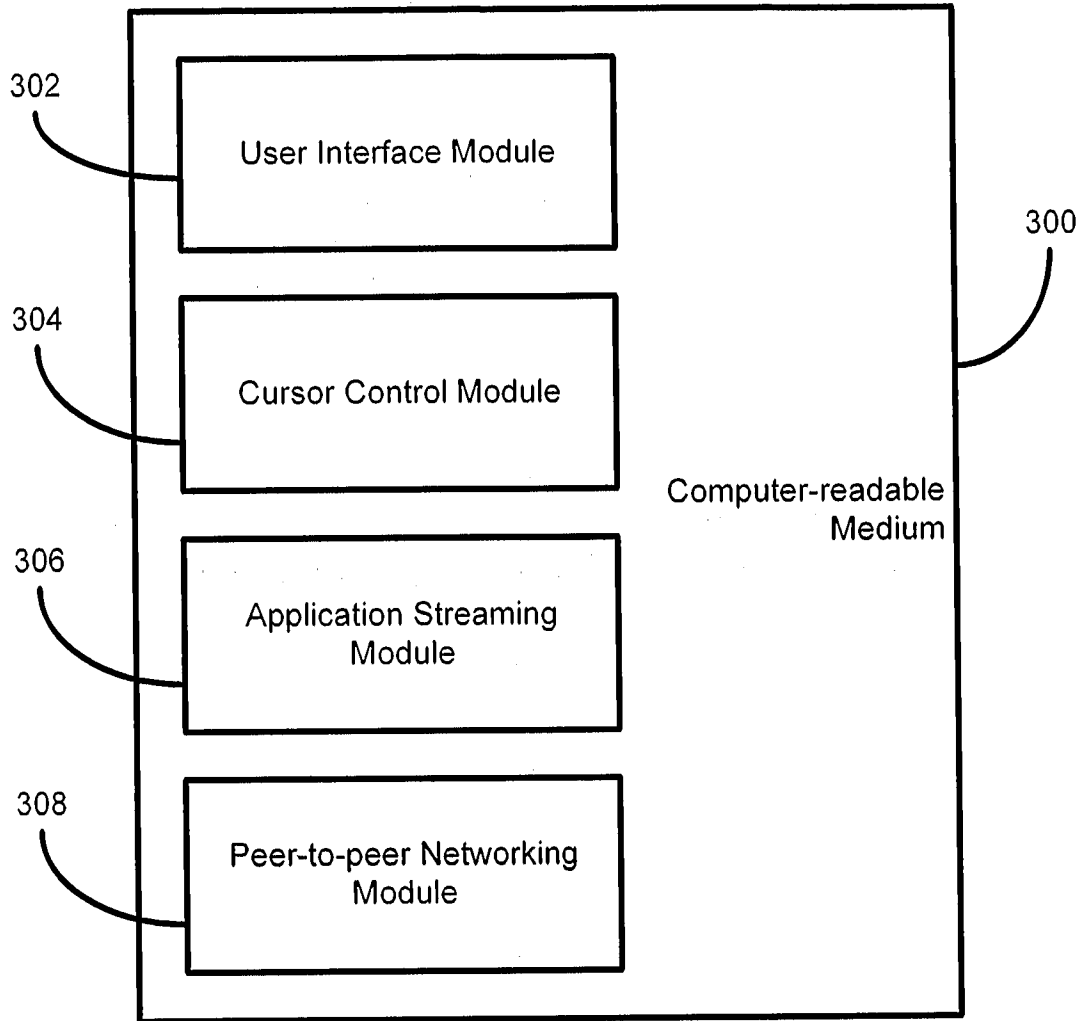 302
User Interface Module
300
304
Cursor Control Module
Computer-readable
Medium
306
Application Streaming
Module
308
Peer-to-peer Networking
Module